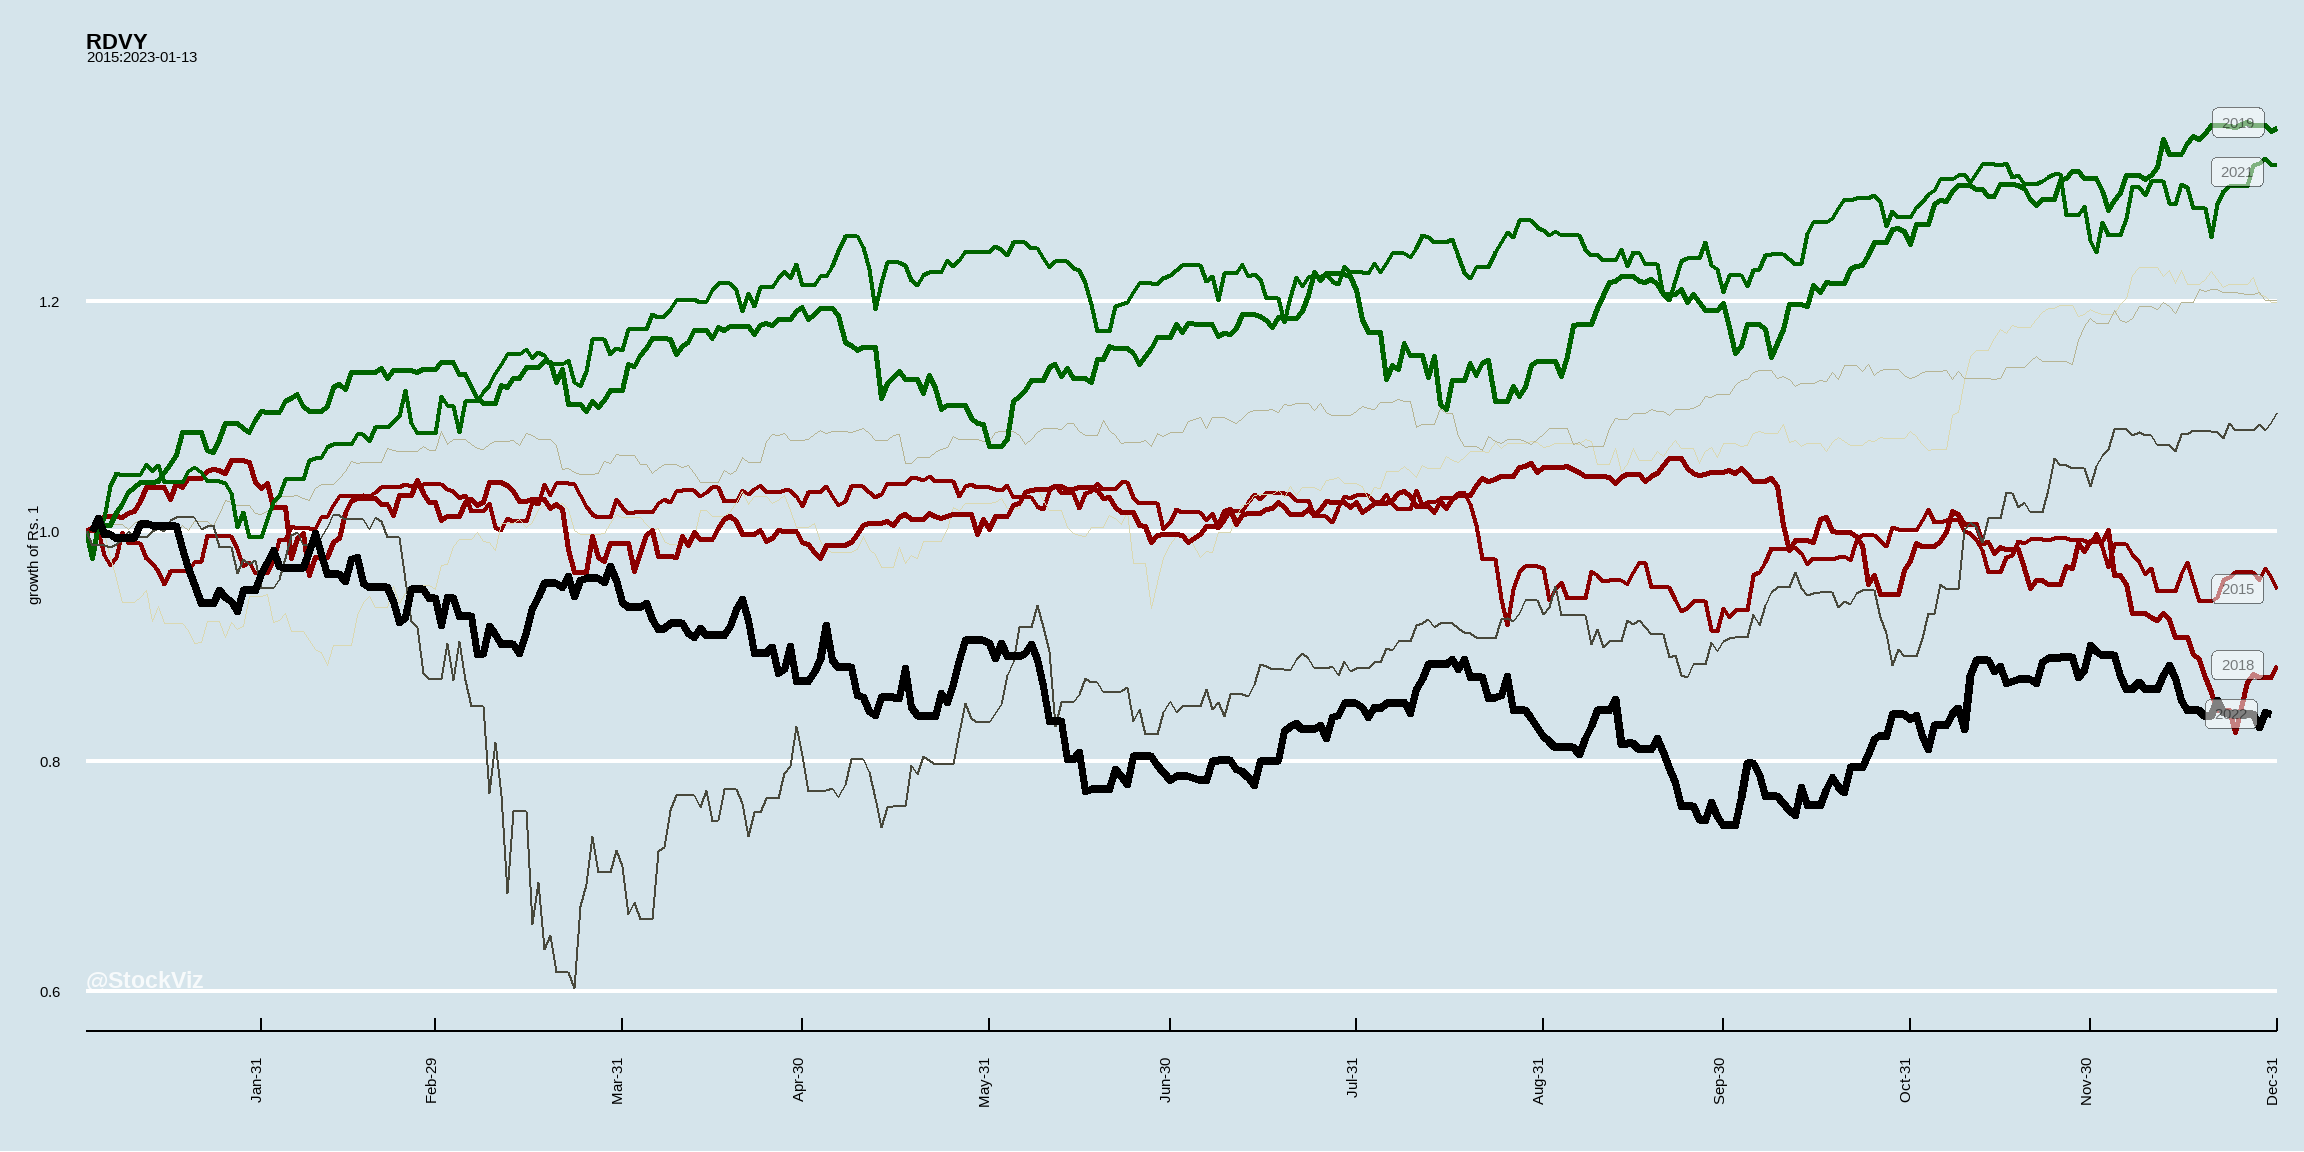 RDVY
2015:2023-01-13
2019
2021
1.2
growth of Rs. 1
1.0
2015
2018
2022
0.8
@StockViz
0.6
Jan-31
Feb-29
Mar-31
Apr-30
May-31
Jun-30
Jul-31
Aug-31
Sep-30
Oct-31
Nov-30
Dec-31